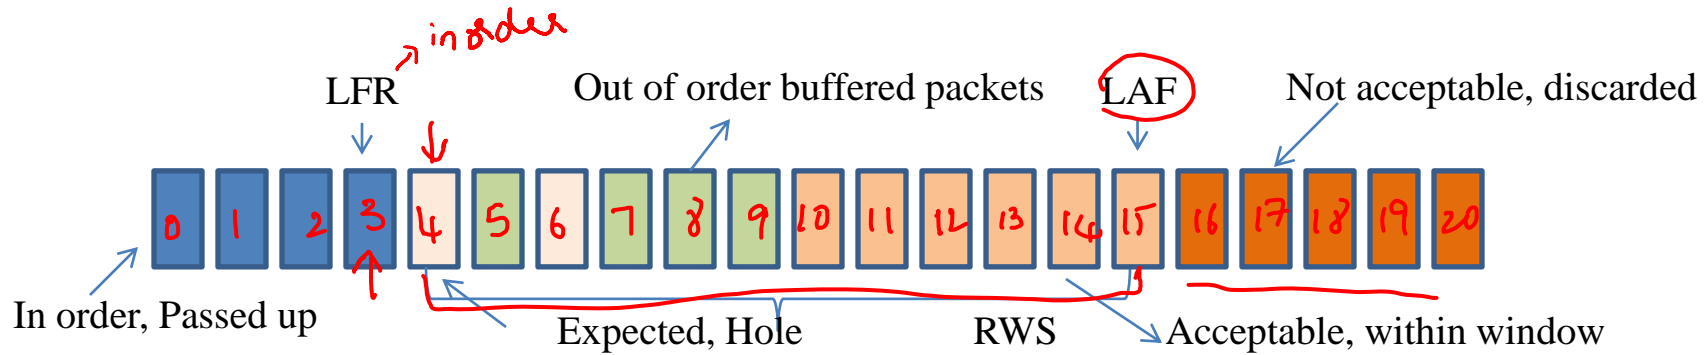 in order
LFR Out of order buffered packets LAF Not acceptable, discarded
0 1 2 3 4 5 6 7 8 9 10 11 12 13 14 15 16 17 18 19 20
In order, Passed up Expected, Hole RWS Acceptable, within window